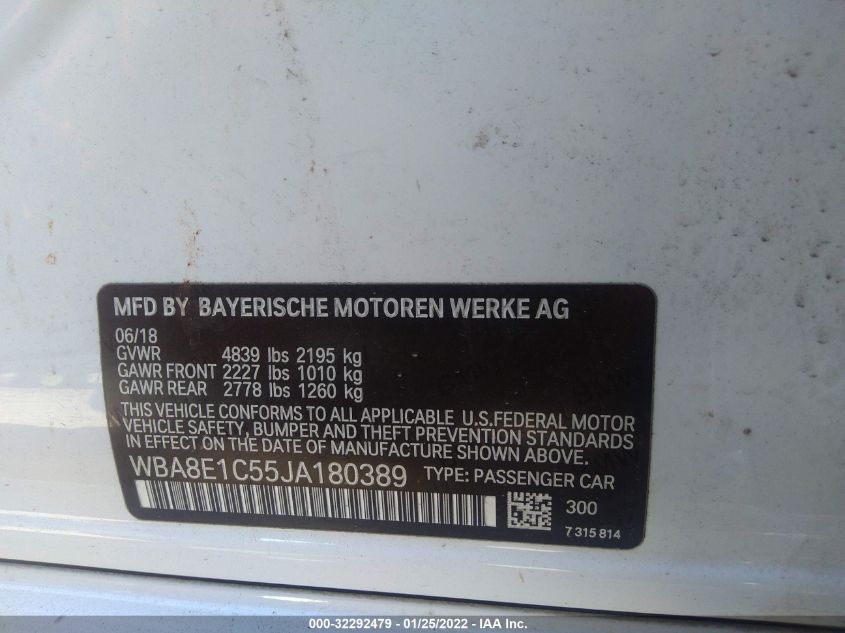 MFD BY BAYERISCHE MOTOREN WERKE AG
06/18
GVWR 4839 lbs 2195 kg
GAWR FRONT 2227 lbs 1010 kg
GAWR REAR 2778 lbs 1260 kg
THIS VEHICLE CONFORMS TO ALL APPLICABLE U.S.FEDERAL MOTOR
VEHICLE SAFETY, BUMPER AND THEFT PREVENTION STANDARDS
IN EFFECT ON THE DATE OF MANUFACTURE SHOWN ABOVE.
WBA8E1C55JA180389 TYPE: PASSENGER CAR
300
7 315 814
000-32292479 - 01/25/2022 - IAA Inc.